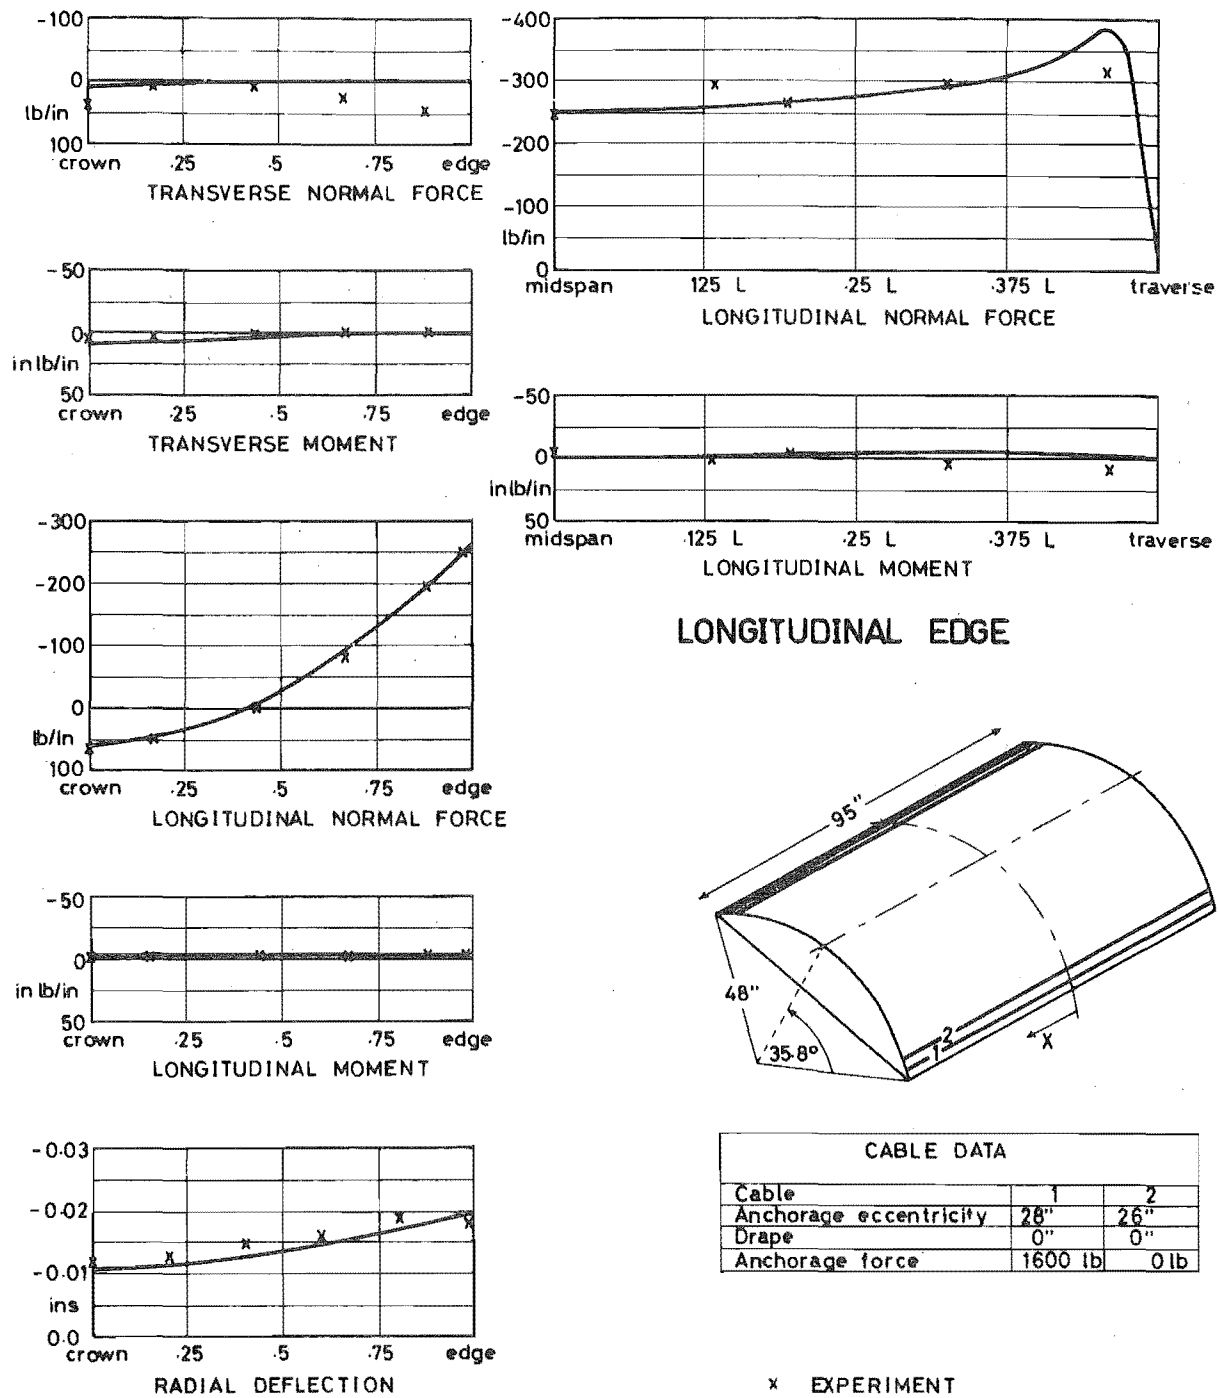 -100
0
lb/in
100
crown .25 .5 .75 edge
TRANSVERSE NORMAL FORCE
-50
0
in lb/in
50
crown .25 .5 .75 edge
TRANSVERSE MOMENT
-300
-200
-100
0
lb/in
100
crown .25 .5 .75 edge
LONGITUDINAL NORMAL FORCE
-50
0
in lb/in
50
crown .25 .5 .75 edge
LONGITUDINAL MOMENT
-0.03
-0.02
-0.01
ins
0.0
crown .25 .5 .75 edge
RADIAL DEFLECTION
-400
-300
-200
-100
lb/in
0
midspan .125 L .25 L .375 L traverse
LONGITUDINAL NORMAL FORCE
-50
0
in lb/in
50
midspan .125 L .25 L .375 L traverse
LONGITUDINAL MOMENT
LONGITUDINAL EDGE
95"
48"
35.8°
2
1
X
CABLE DATA
Cable 1 2
Anchorage eccentricity 28" 26"
Drape 0" 0"
Anchorage force 1600 lb 0 lb
x EXPERIMENT